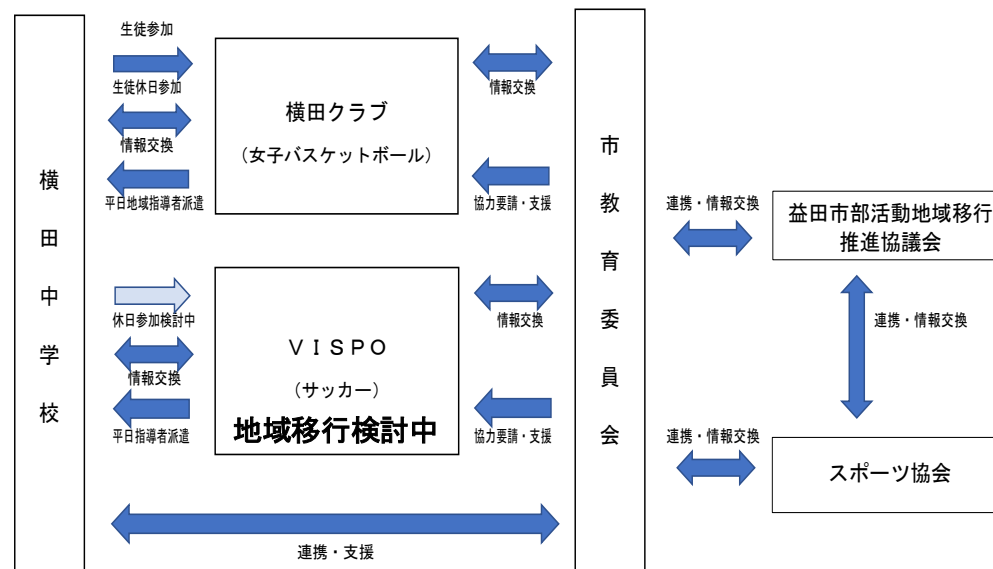 横田中学校
生徒参加
生徒休日参加
情報交換
平日地域指導者派遣
横田クラブ
(女子バスケットボール)
情報交換
協力要請・支援
休日参加検討中
情報交換
平日指導者派遣
VISPO
(サッカー)
地域移行検討中
情報交換
協力要請・支援
連携・支援
市教育委員会
連携・情報交換
益田市部活動地域移行
推進協議会
連携・情報交換
連携・情報交換
スポーツ協会